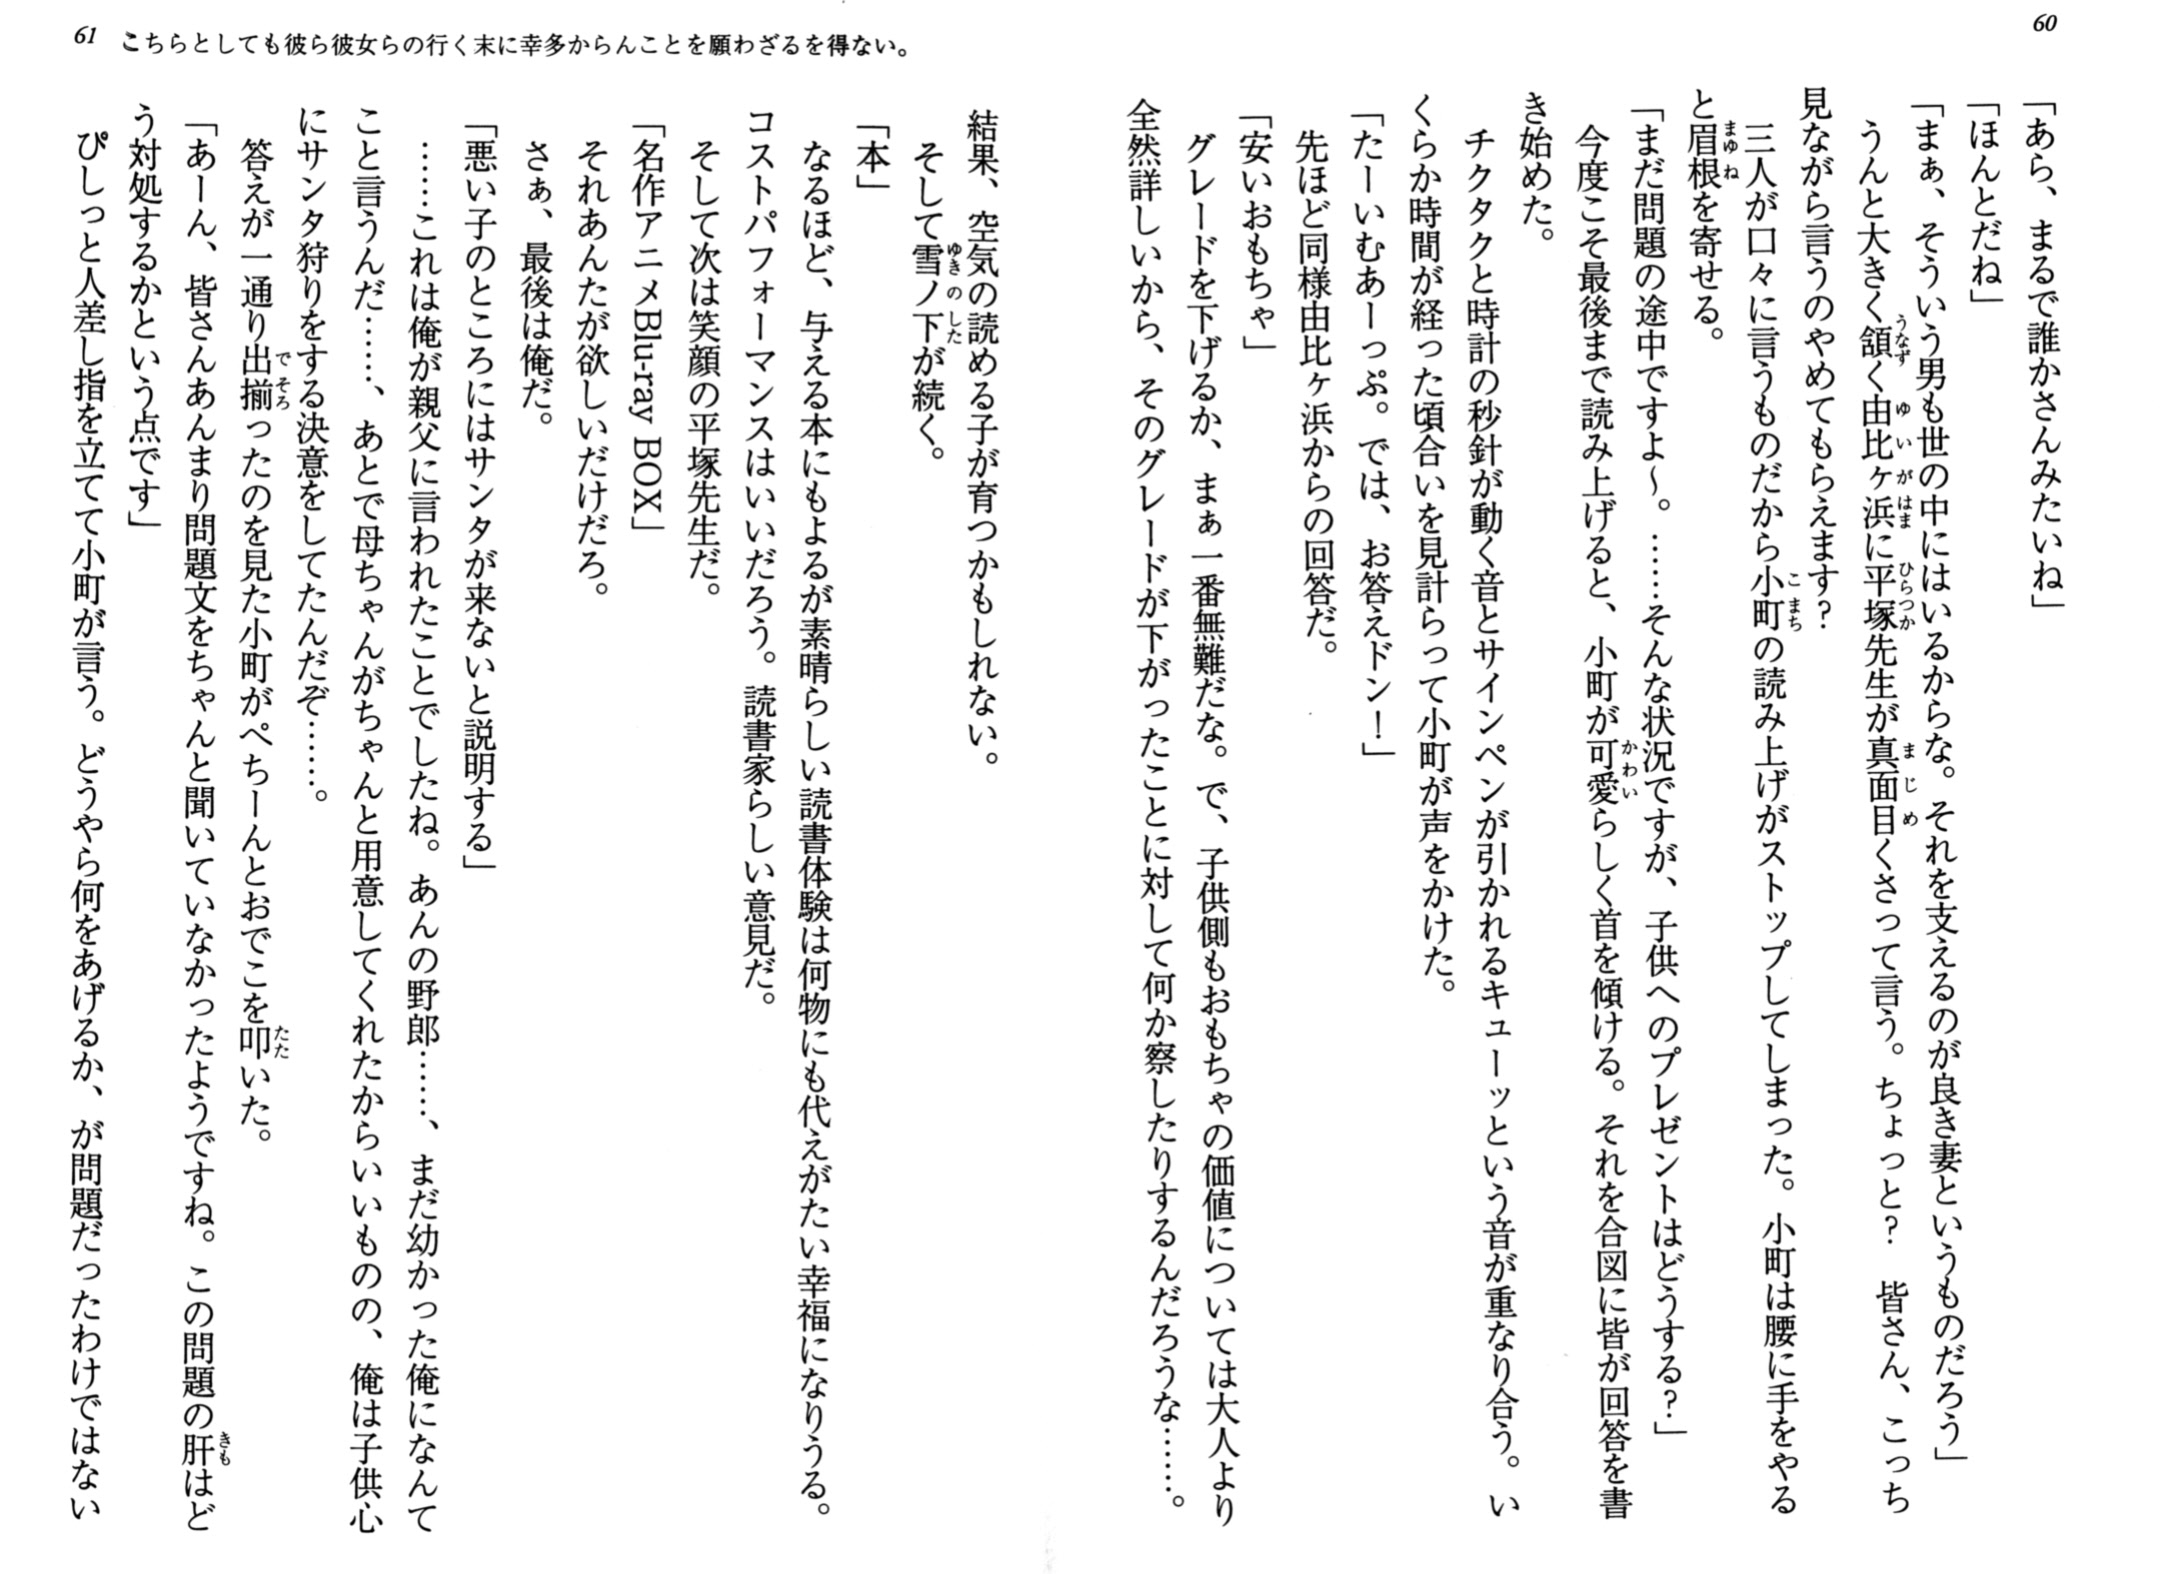 60
「あら、まるで誰かさんみたいね」
「ほんとだね」
「まぁ、そういう男も世の中にはいるからな。それを支えるのが良き妻というものだろう」
うんと大きく頷く由比ヶ浜に平塚先生が真面目くさって言う。ちょっと?　皆さん、こっち
見ながら言うのやめてもらえます?
三人が口々に言うものだから小町の読み上げがストップしてしまった。小町は腰に手をやる
と眉根を寄せる。
「まだ問題の途中ですよ～。……そんな状況ですが、子供へのプレゼントはどうする?」
今度こそ最後まで読み上げると、小町が可愛らしく首を傾ける。それを合図に皆が回答を書
き始めた。
チクタクと時計の秒針が動く音とサインペンが引かれるキューッという音が重なり合う。い
くらか時間が経った頃合いを見計らって小町が声をかけた。
「たーいむあーっぷ。では、お答えドン!」
先ほど同様由比ヶ浜からの回答だ。
「安いおもちゃ」
グレードを下げるか、まぁ一番無難だな。で、子供側もおもちゃの価値については大人より
全然詳しいから、そのグレードが下がったことに対して何か察したりするんだろうな……。
61 こちらとしても彼ら彼女らの行く末に幸多からんことを願わざるを得ない。
結果、空気の読める子が育つかもしれない。
そして雪ノ下が続く。
「本」
なるほど、与える本にもよるが素晴らしい読書体験は何物にも代えがたい幸福になりうる。
コストパフォーマンスはいいだろう。読書家らしい意見だ。
そして次は笑顔の平塚先生だ。
「名作アニメBlu-ray BOX」
それあんたが欲しいだけだろ。
さぁ、最後は俺だ。
「悪い子のところにはサンタが来ないと説明する」
……これは俺が親父に言われたことでしたね。あんの野郎……、まだ幼かった俺になんて
こと言うんだ……、あとで母ちゃんがちゃんと用意してくれたからいいものの、俺は子供心
にサンタ狩りをする決意をしてたんだぞ……。
答えが一通り出揃ったのを見た小町がぺちーんとおでこを叩いた。
「あーん、皆さんあんまり問題文をちゃんと聞いていなかったようですね。この問題の肝はど
う対処するかという点です」
ぴしっと人差し指を立てて小町が言う。どうやら何をあげるか、が問題だったわけではない